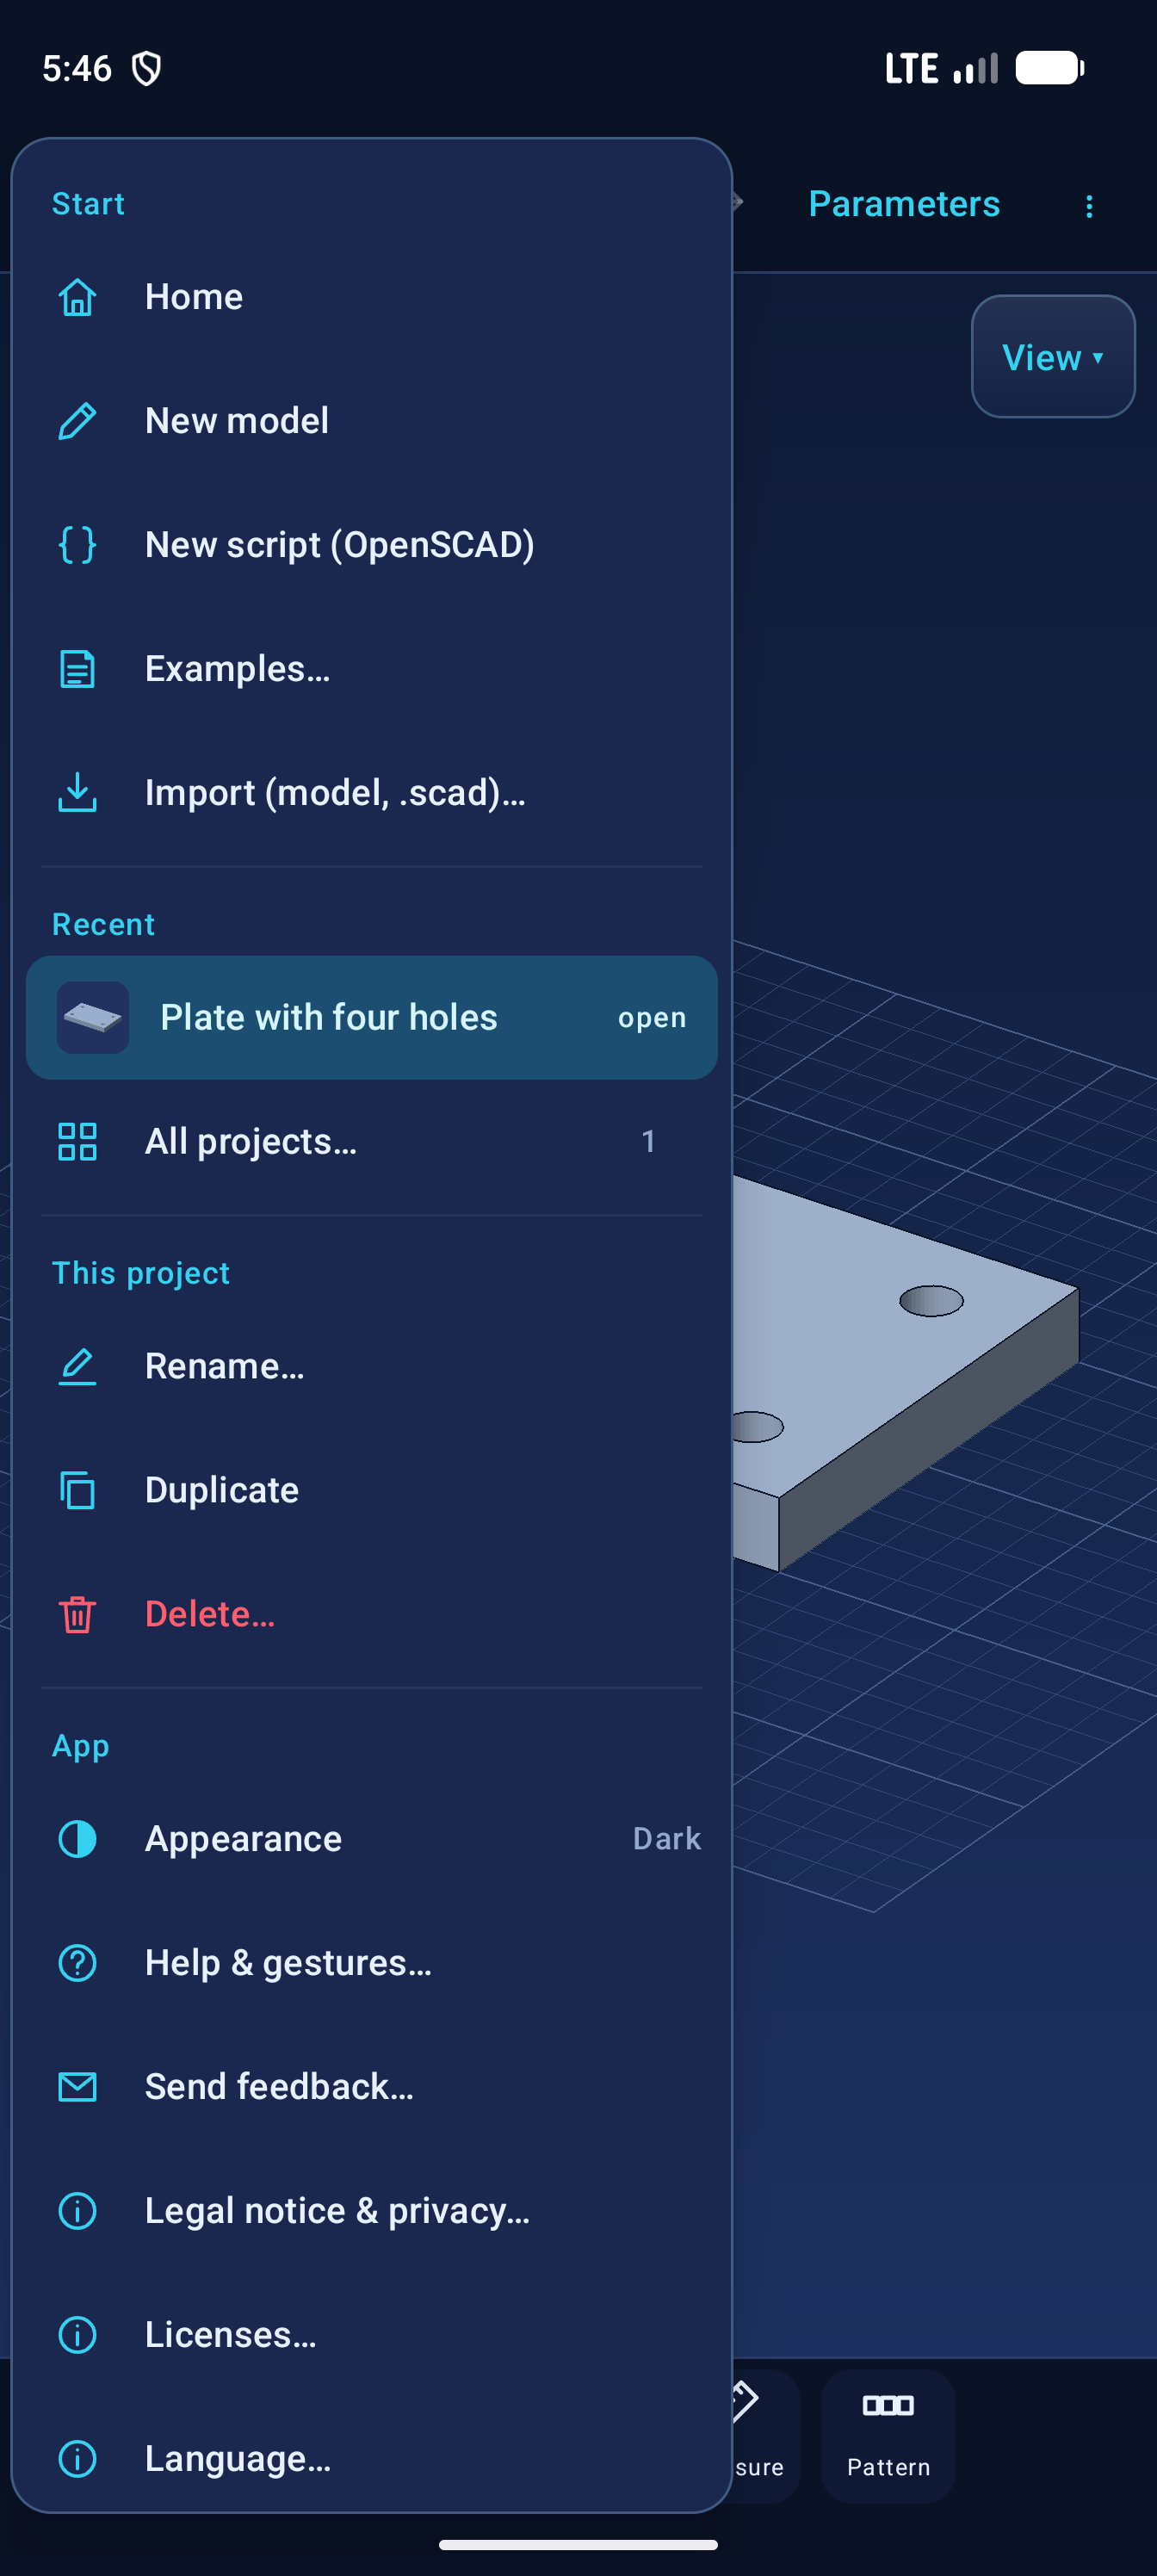 5:46
LTE
Start
Parameters
Home
View
New model
New script (OpenSCAD)
Examples...
Import (model, .scad)...
Recent
Plate with four holes open
All projects... 1
This project
Rename...
Duplicate
Delete...
App
Appearance Dark
Help & gestures...
Send feedback...
Legal notice & privacy...
Licenses...
Language...
sure
Pattern